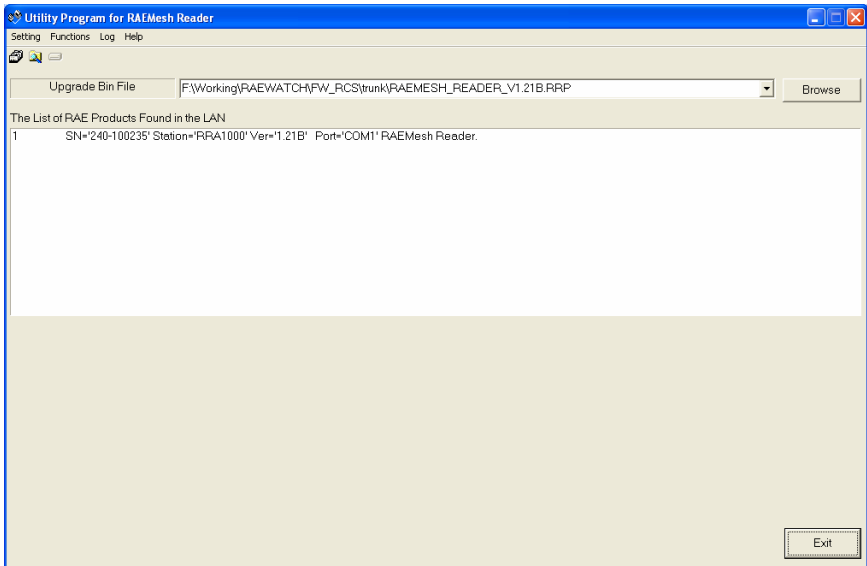 Utility Program for RAEMesh Reader
Setting Functions Log Help
Upgrade Bin File F:\Working\RAEWATCH\FW_RCS\trunk\RAEMESH_READER_V1.21B.RRP Browse
The List of RAE Products Found in the LAN
1 SN='240-100235' Station='RRA1000' Ver='1.21B' Port='COM1' RAEMesh Reader.
Exit